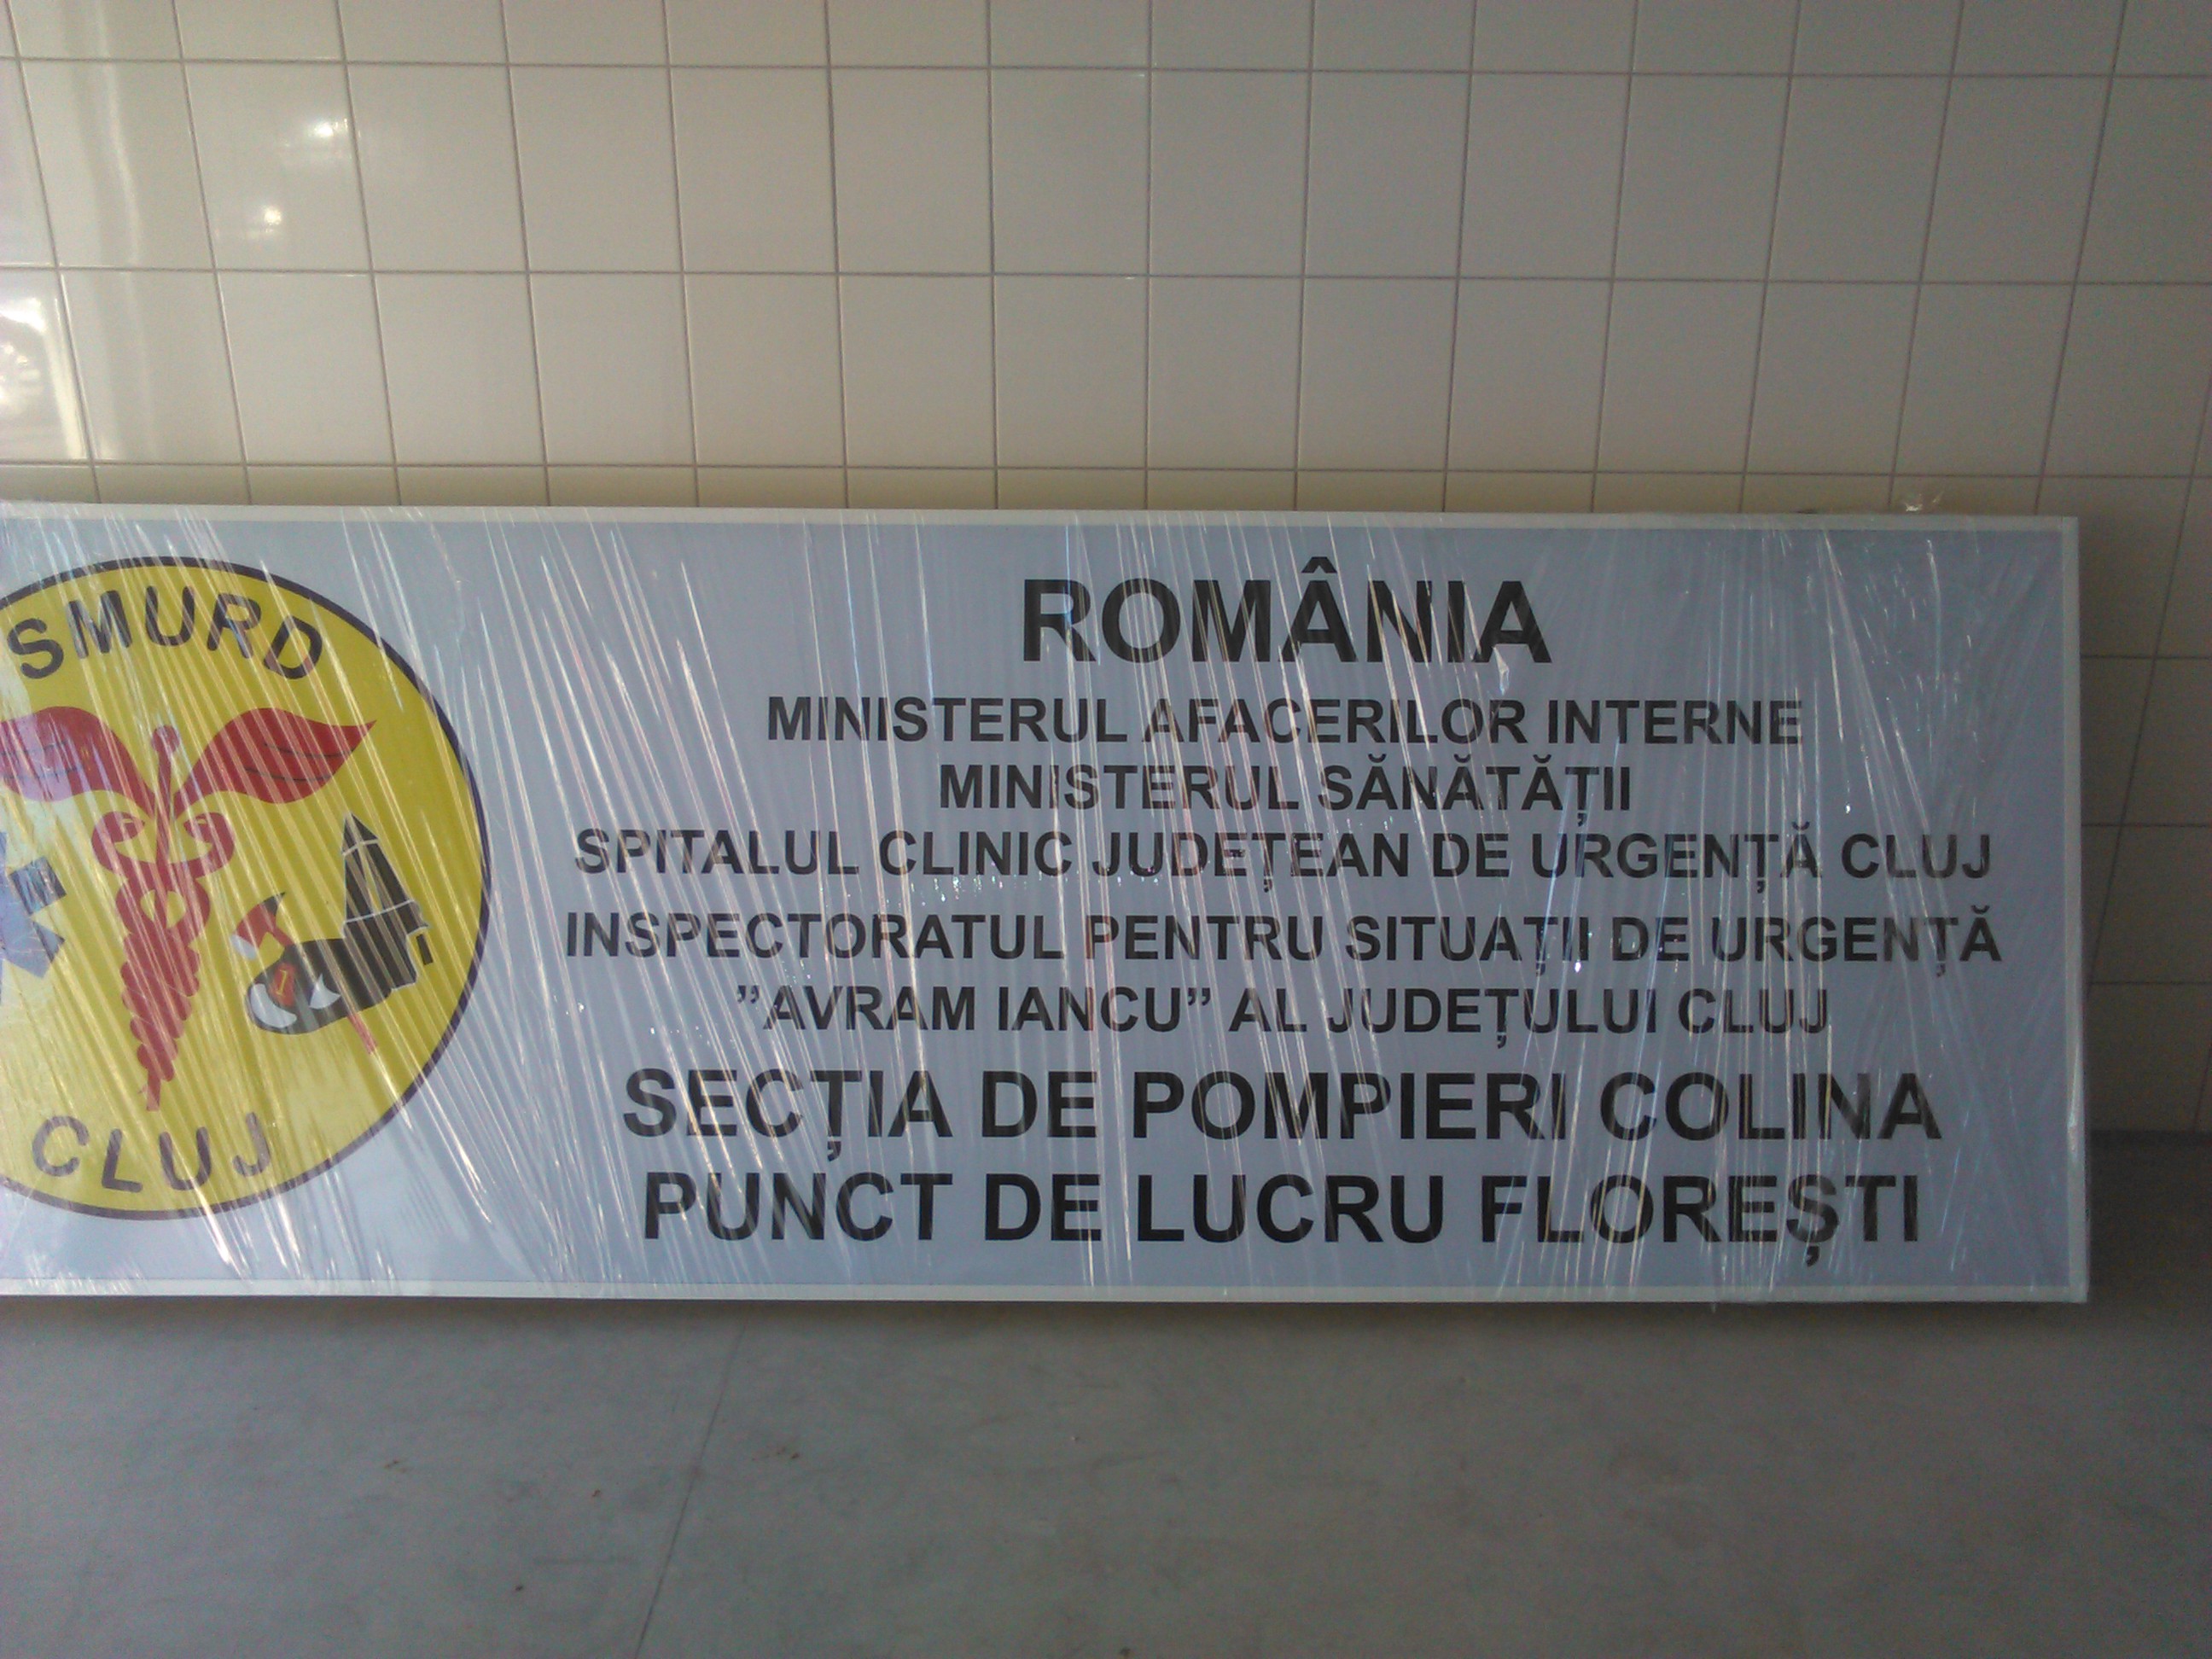 SMURD
CLUJ
ROMÂNIA
MINISTERUL AFACERILOR INTERNE
MINISTERUL SĂNĂTĂȚII
SPITALUL CLINIC JUDEȚEAN DE URGENȚĂ CLUJ
INSPECTORATUL PENTRU SITUAȚII DE URGENȚĂ
”AVRAM IANCU” AL JUDEȚULUI CLUJ
SECȚIA DE POMPIERI COLINA
PUNCT DE LUCRU FLOREȘTI